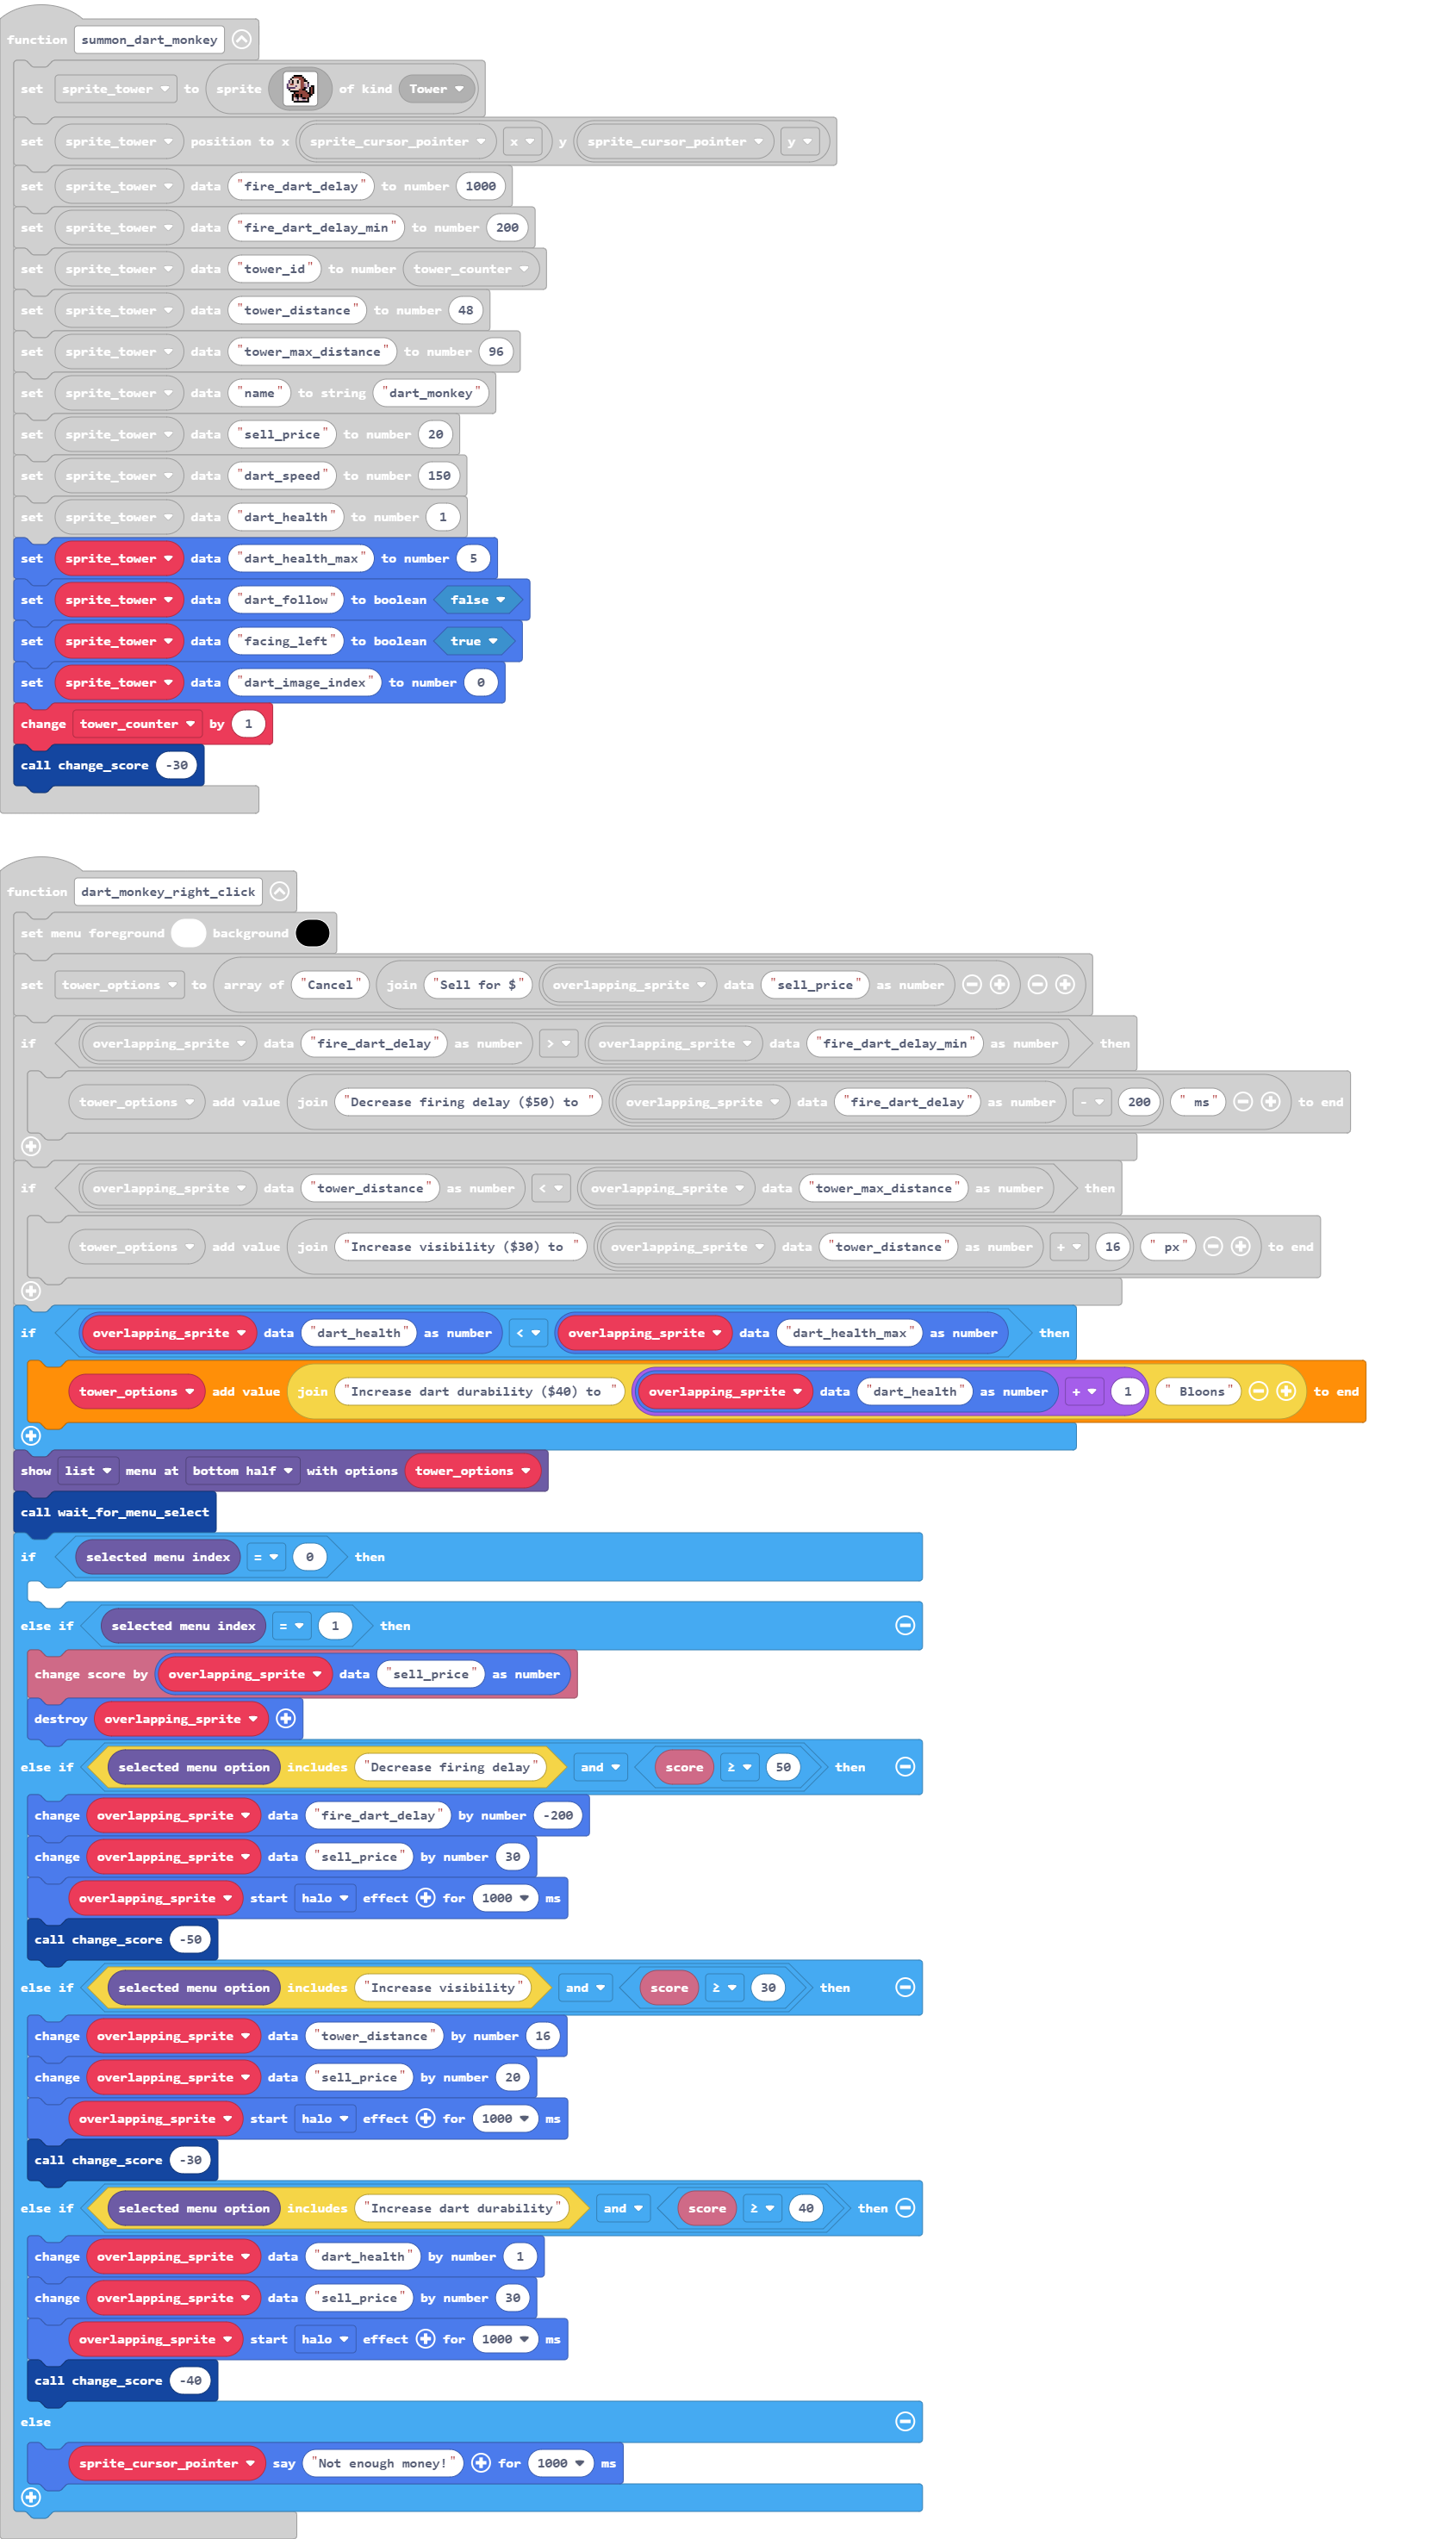 function summon_dart_monkey
set sprite_tower to sprite of kind Tower
set sprite_tower position to x sprite_cursor_pointer x y sprite_cursor_pointer y
set sprite_tower data "fire_dart_delay" to number 1000
set sprite_tower data "fire_dart_delay_min" to number 200
set sprite_tower data "tower_id" to number tower_counter
set sprite_tower data "tower_distance" to number 48
set sprite_tower data "tower_max_distance" to number 96
set sprite_tower data "name" to string "dart_monkey"
set sprite_tower data "sell_price" to number 20
set sprite_tower data "dart_speed" to number 150
set sprite_tower data "dart_health" to number 1
set sprite_tower data "dart_health_max" to number 5
set sprite_tower data "dart_follow" to boolean false
set sprite_tower data "facing_left" to boolean true
set sprite_tower data "dart_image_index" to number 0
change tower_counter by 1
call change_score -30
function dart_monkey_right_click
set menu foreground background
set tower_options to array of "Cancel" join "Sell for $" overlapping_sprite data "sell_price" as number
if overlapping_sprite data "fire_dart_delay" as number > overlapping_sprite data "fire_dart_delay_min" as number then
tower_options add value join "Decrease firing delay ($50) to " overlapping_sprite data "fire_dart_delay" as number - 200 " ms" to end
if overlapping_sprite data "tower_distance" as number < overlapping_sprite data "tower_max_distance" as number then
tower_options add value join "Increase visibility ($30) to " overlapping_sprite data "tower_distance" as number + 16 " px" to end
if overlapping_sprite data "dart_health" as number < overlapping_sprite data "dart_health_max" as number then
tower_options add value join "Increase dart durability ($40) to " overlapping_sprite data "dart_health" as number + 1 " Bloons" to end
show list menu at bottom half with options tower_options
call wait_for_menu_select
if selected menu index = 0 then
else if selected menu index = 1 then
change score by overlapping_sprite data "sell_price" as number
destroy overlapping_sprite
else if selected menu option includes "Decrease firing delay" and score ≥ 50 then
change overlapping_sprite data "fire_dart_delay" by number -200
change overlapping_sprite data "sell_price" by number 30
overlapping_sprite start halo effect for 1000 ms
call change_score -50
else if selected menu option includes "Increase visibility" and score ≥ 30 then
change overlapping_sprite data "tower_distance" by number 16
change overlapping_sprite data "sell_price" by number 20
overlapping_sprite start halo effect for 1000 ms
call change_score -30
else if selected menu option includes "Increase dart durability" and score ≥ 40 then
change overlapping_sprite data "dart_health" by number 1
change overlapping_sprite data "sell_price" by number 30
overlapping_sprite start halo effect for 1000 ms
call change_score -40
else
sprite_cursor_pointer say "Not enough money!" for 1000 ms